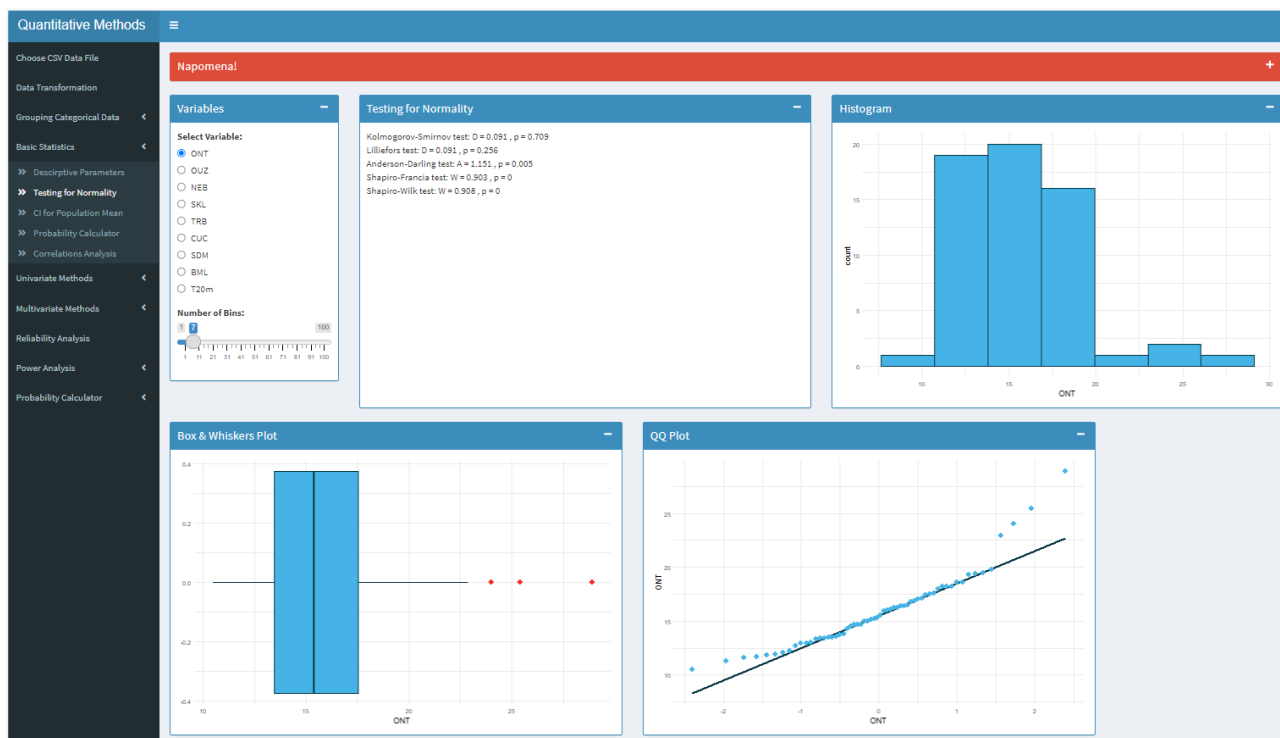 Quantitative Methods
Choose CSV Data File
Data Transformation
Grouping Categorical Data
Basic Statistics
Descirptive Parameters
Testing for Normality
CI for Population Mean
Probability Calculator
Correlations Analysis
Univariate Methods
Multivariate Methods
Reliability Analysis
Power Analysis
Probability Calculator
Napomena!
Variables
Select Variable:
ONT
OUZ
NEB
SKL
TRB
CUC
SDM
BML
T20m
Number of Bins:
1 7 100
1 11 21 31 41 51 61 71 81 91 100
Testing for Normality
Kolmogorov-Smirnov test: D = 0.091 , p = 0.709
Lilliefors test: D = 0.091 , p = 0.256
Anderson-Darling test: A = 1.151 , p = 0.005
Shapiro-Francia test: W = 0.903 , p = 0
Shapiro-Wilk test: W = 0.908 , p = 0
Histogram
20
15
10
5
0
count
10 15 20 25 30
ONT
Box & Whiskers Plot
0.4
0.2
0.0
-0.2
-0.4
10 15 20 25
ONT
QQ Plot
25
20
15
10
ONT
-2 -1 0 1 2
ONT